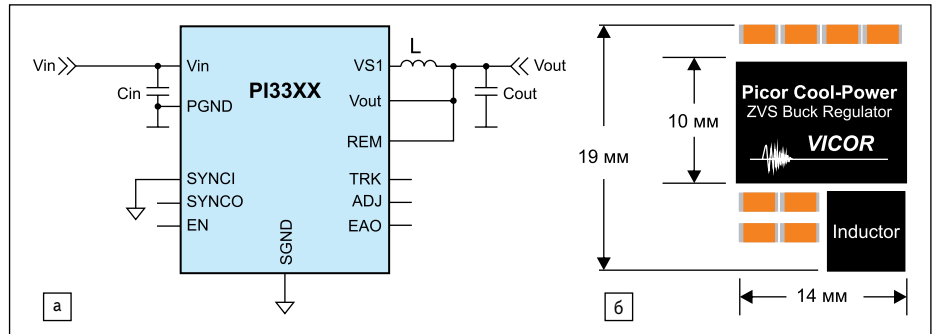 Vin
Cin
Vin
PGND
SYNCI
SYNCO
EN
PI33XX
SGND
VS1
Vout
REM
TRK
ADJ
EAO
L
Vout
Cout
а
19 мм
10 мм
Picor Cool-Power
ZVS Buck Regulator
VICOR
Inductor
14 мм
б